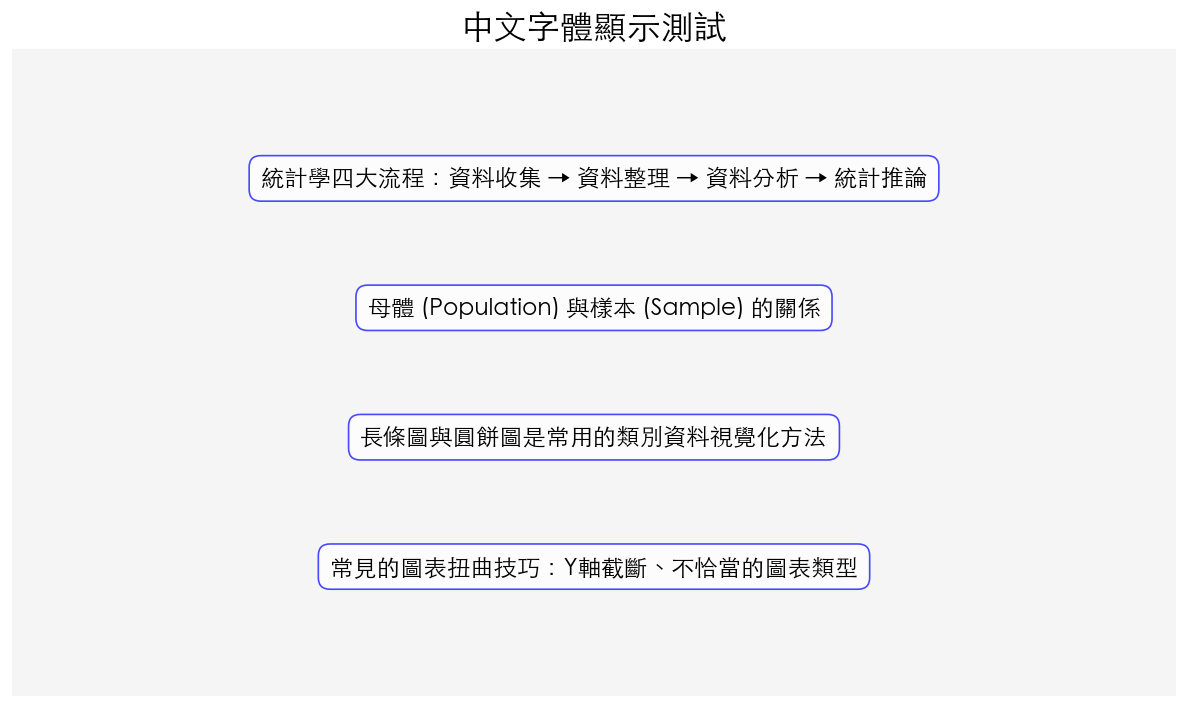 中文字體顯示測試
統計學四大流程：資料收集 → 資料整理 → 資料分析 → 統計推論
母體 (Population) 與樣本 (Sample) 的關係
長條圖與圓餅圖是常用的類別資料視覺化方法
常見的圖表扭曲技巧：Y軸截斷、不恰當的圖表類型